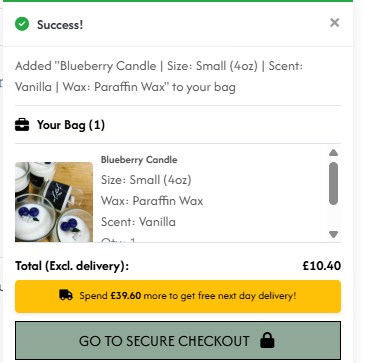 Success!
Added "Blueberry Candle | Size: Small (4oz) | Scent:
Vanilla | Wax: Paraffin Wax" to your bag
Your Bag (1)
Blueberry Candle
Size: Small (4oz)
Wax: Paraffin Wax
Scent: Vanilla
Qty: 1
Total (Excl. delivery): £10.40
Spend £39.60 more to get free next day delivery!
GO TO SECURE CHECKOUT